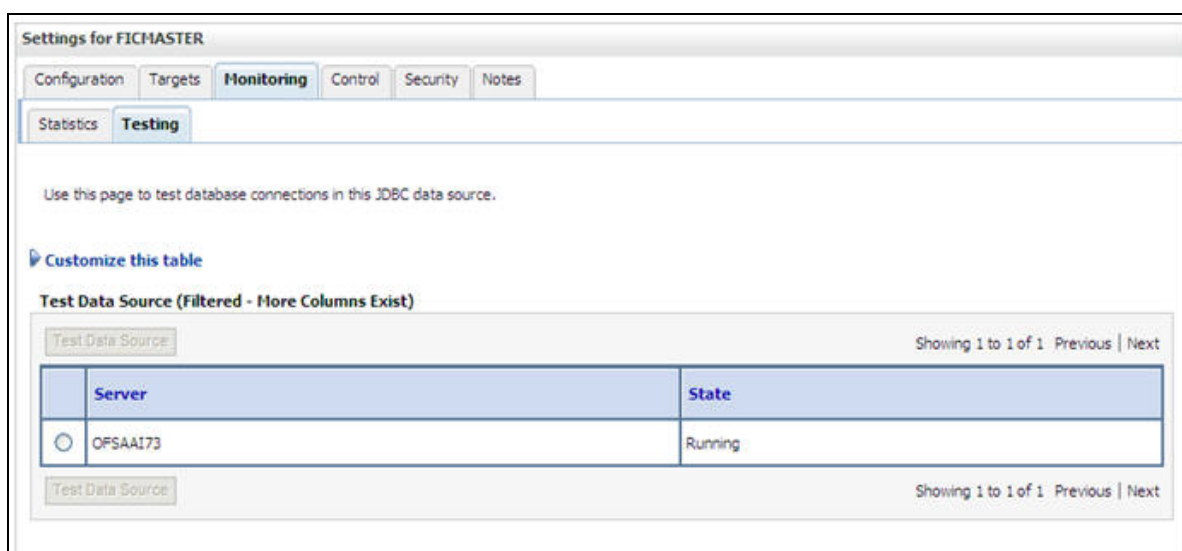 Settings for FICMASTER
Configuration Targets Monitoring Control Security Notes
Statistics Testing
Use this page to test database connections in this JDBC data source.
Customize this table
Test Data Source (Filtered - More Columns Exist)
Test Data Source Showing 1 to 1 of 1 Previous | Next
Server State
OFSAAI73 Running
Test Data Source Showing 1 to 1 of 1 Previous | Next